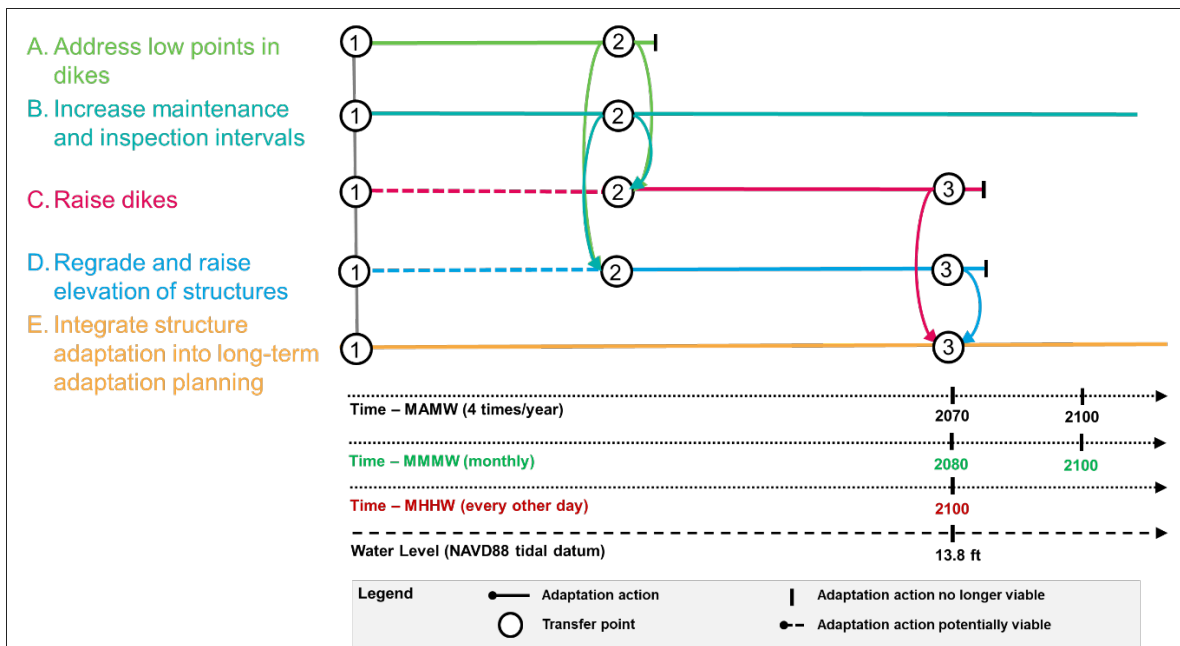 A. Address low points in
dikes
B. Increase maintenance
and inspection intervals
C. Raise dikes
D. Regrade and raise
elevation of structures
E. Integrate structure
adaptation into long-term
adaptation planning
1 2
1 2
1 2 3
1 2 3
1 3
Time – MAMW (4 times/year)
2070 2100
Time – MMMW (monthly)
2080 2100
Time – MHHW (every other day)
2100
Water Level (NAVD88 tidal datum)
13.8 ft
Legend
Adaptation action
Adaptation action no longer viable
Transfer point
Adaptation action potentially viable